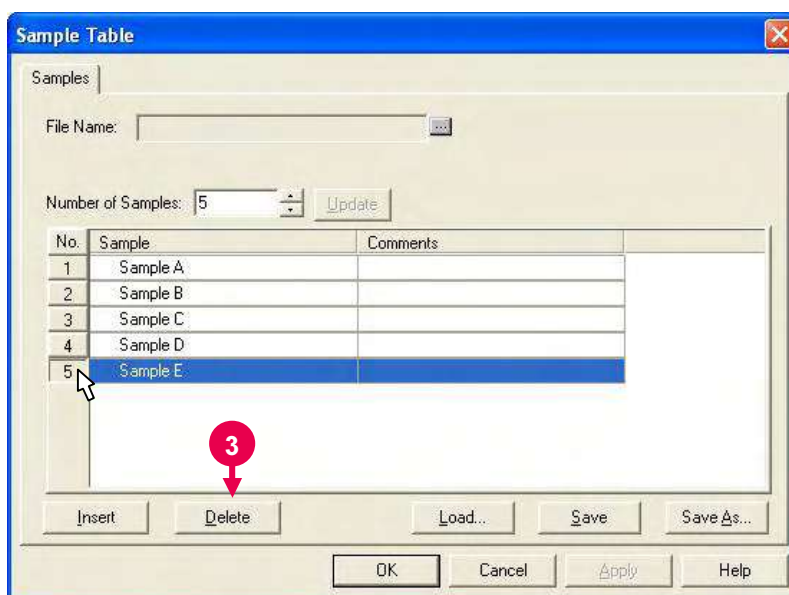 Sample Table
Samples
File Name: ...
Number of Samples: 5 Update
No. Sample Comments
1 Sample A
2 Sample B
3 Sample C
4 Sample D
5 Sample E
3
Insert Delete Load... Save Save As...
OK Cancel Apply Help